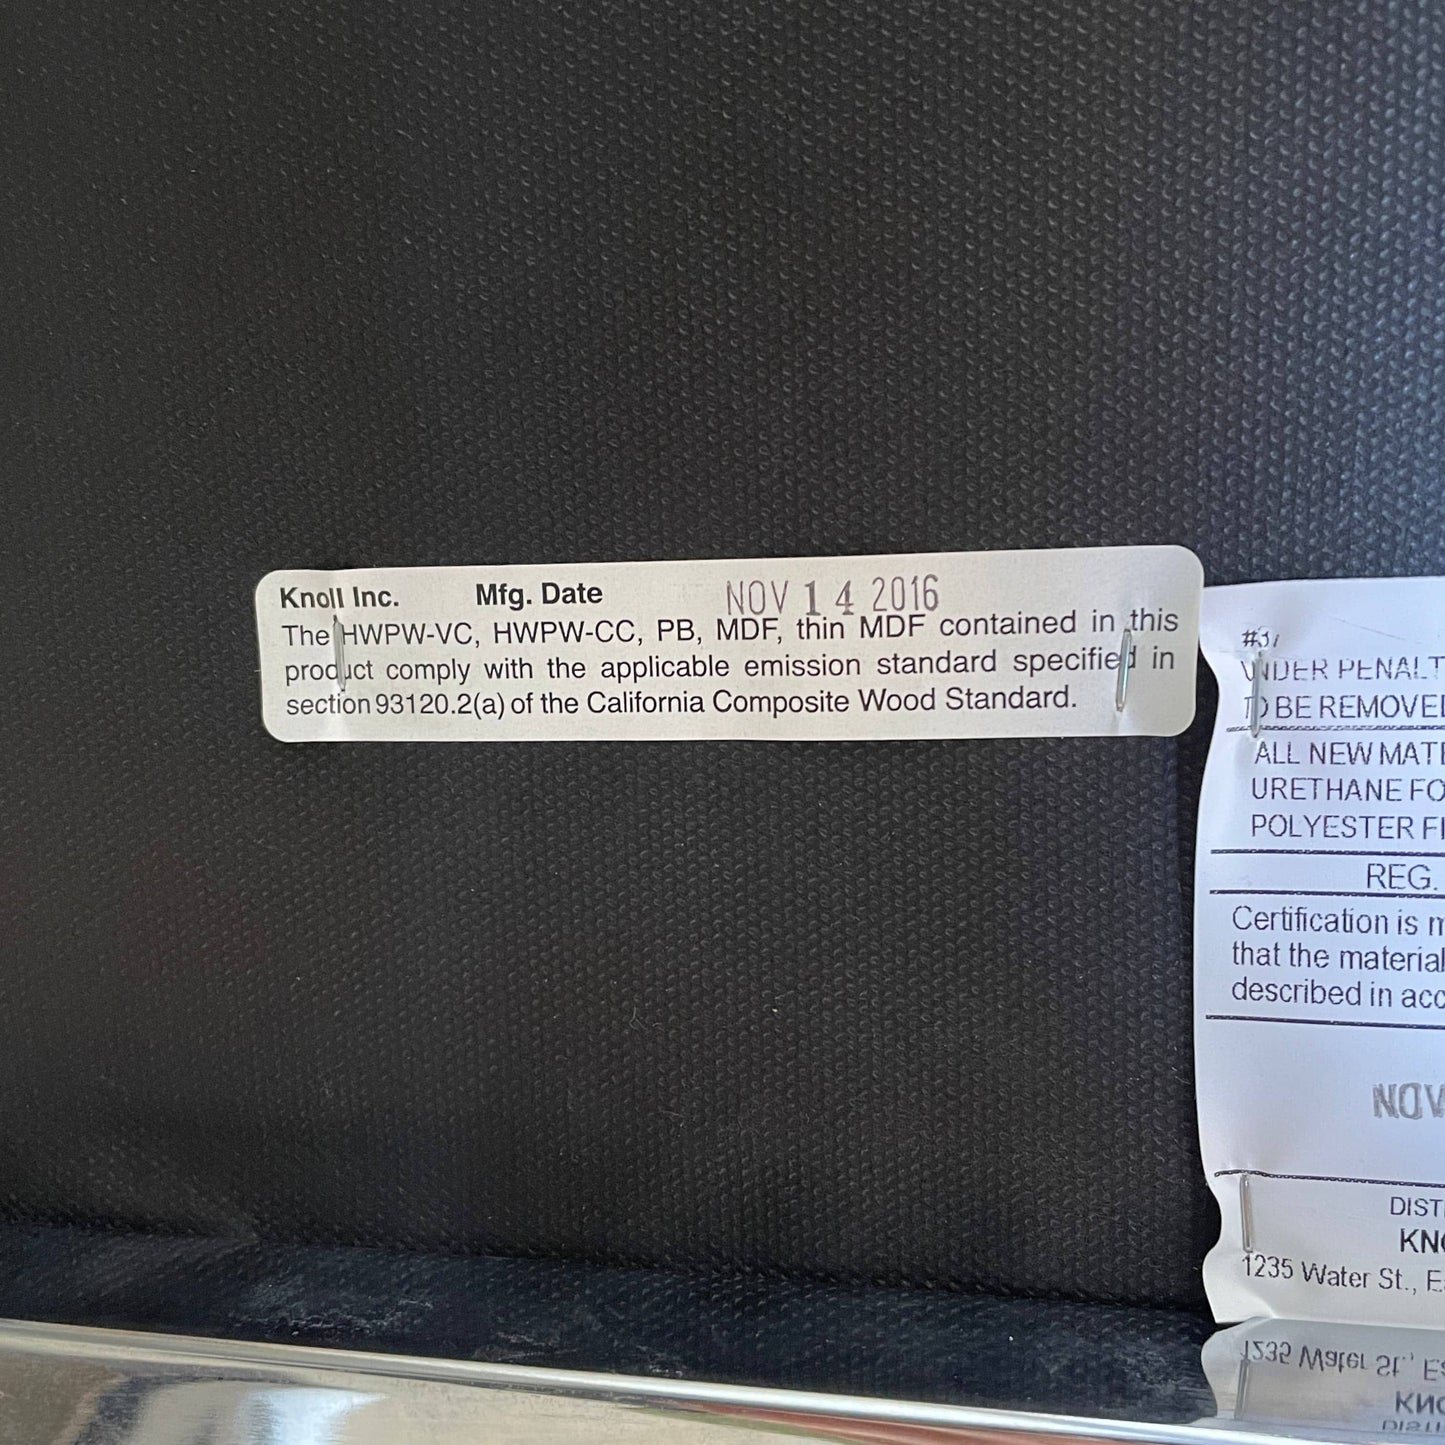 Knoll Inc. Mfg. Date NOV 14 2016
The HWPW-VC, HWPW-CC, PB, MDF, thin MDF contained in this
product comply with the applicable emission standard specified in
section 93120.2(a) of the California Composite Wood Standard.
UNDER PENALT
TO BE REMOVED
ALL NEW MATE
URETHANE FO
POLYESTER FI
REG.
Certification is m
that the material
described in acc
NOV
DIST
KNO
1235 Water St., E